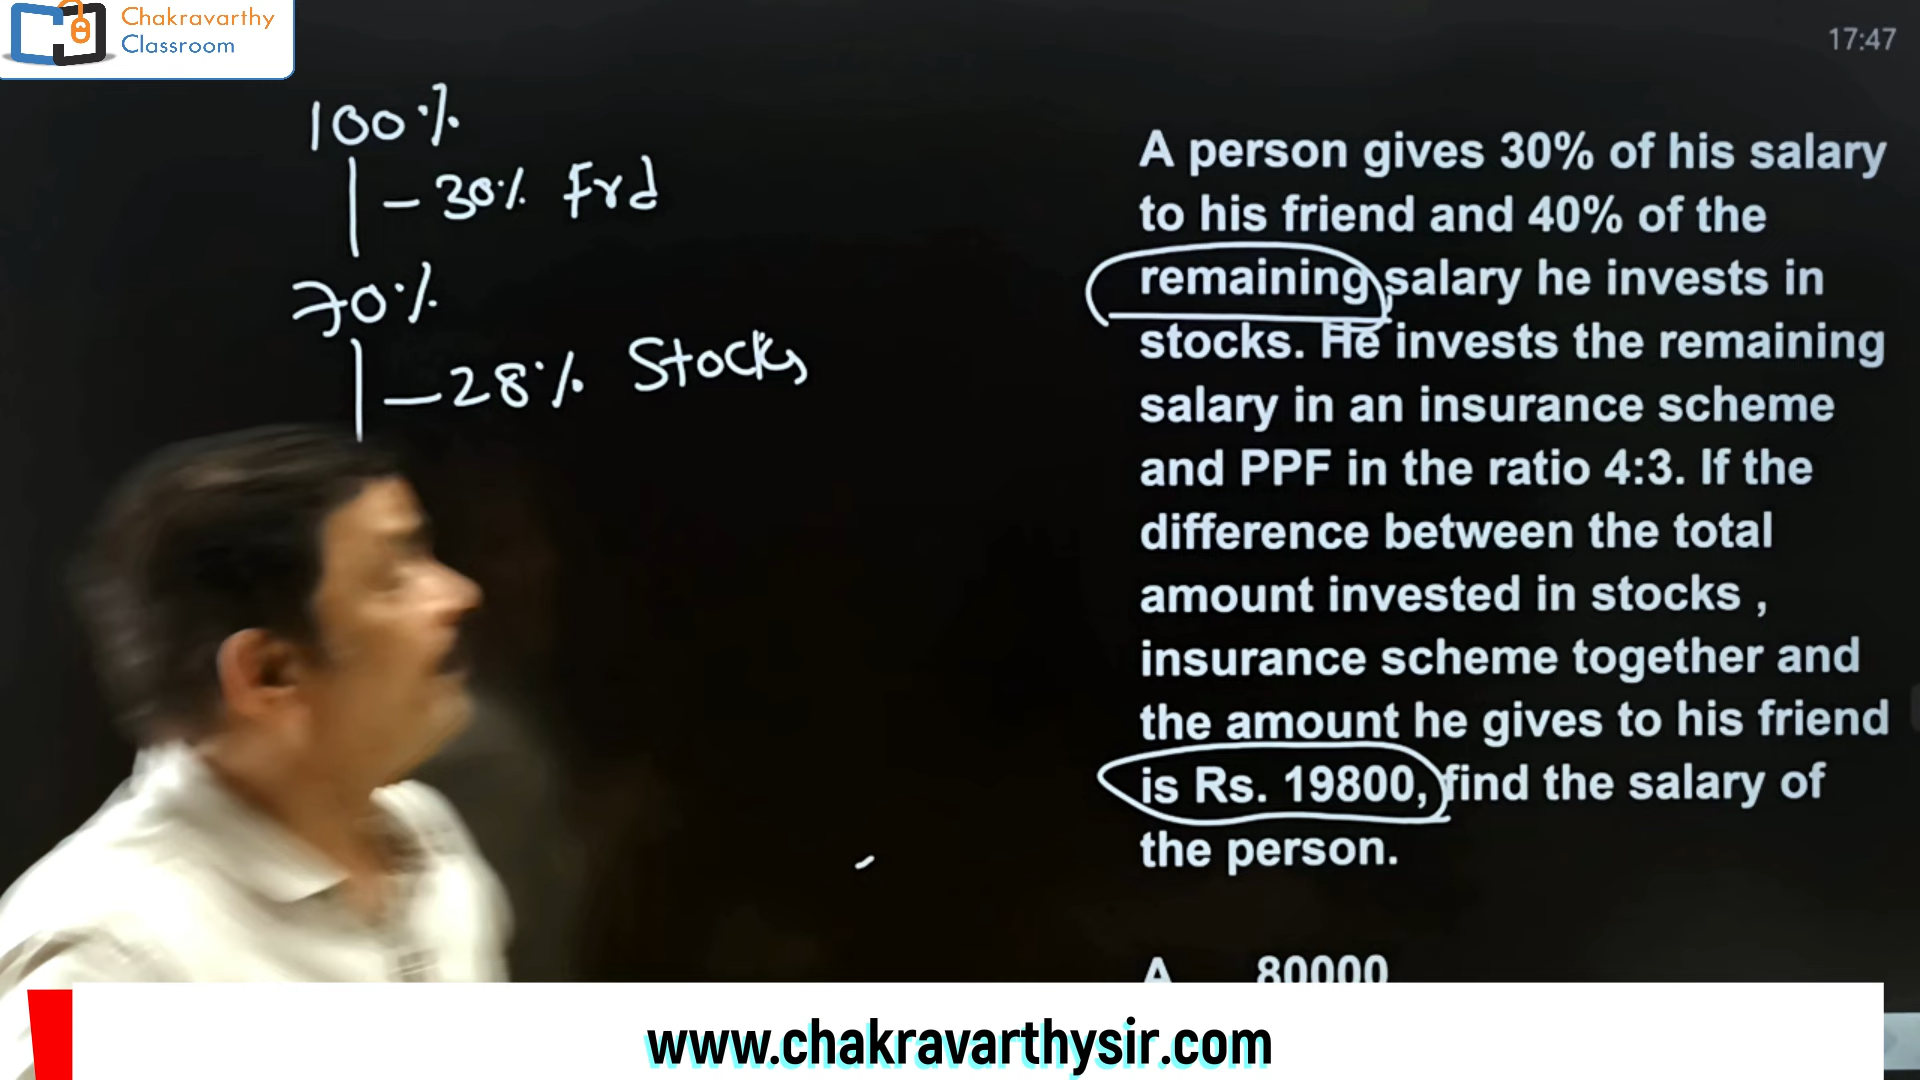 Chakravarthy
Classroom
17:47
100%
- 30% Frd
70%
- 28% Stocks
A person gives 30% of his salary
to his friend and 40% of the
remaining salary he invests in
stocks. He invests the remaining
salary in an insurance scheme
and PPF in the ratio 4:3. If the
difference between the total
amount invested in stocks ,
insurance scheme together and
the amount he gives to his friend
is Rs. 19800, find the salary of
the person.
A 80000
www.chakravarthysir.com